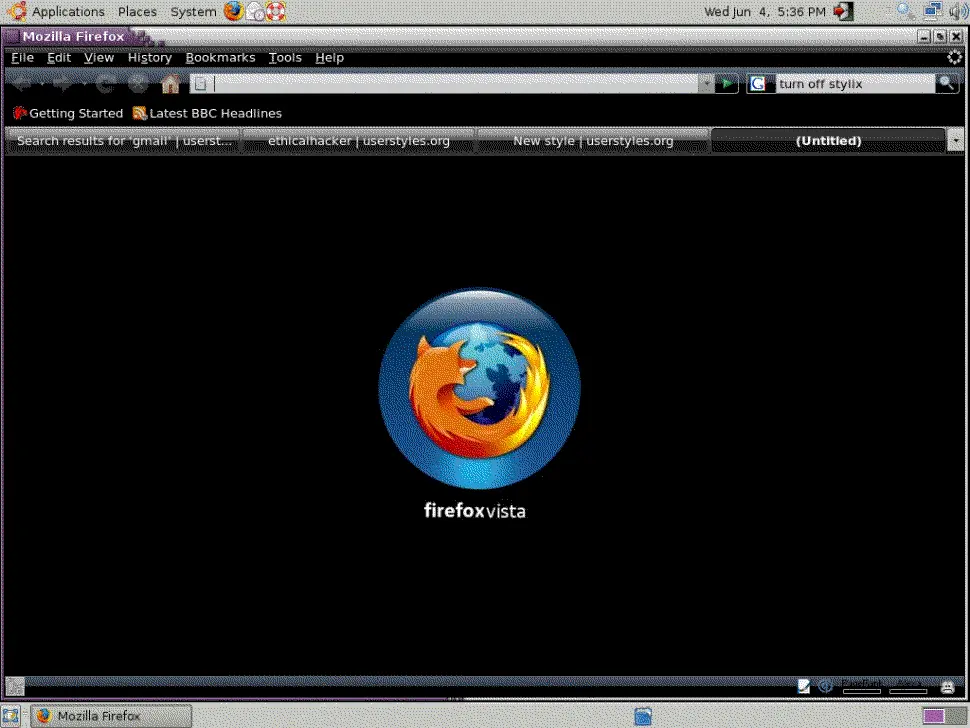 Applications Places System Wed Jun 4, 5:36 PM
Mozilla Firefox
File Edit View History Bookmarks Tools Help
turn off stylix
Getting Started Latest BBC Headlines
Search results for 'gmail' | userst... ethicalhacker | userstyles.org New style | userstyles.org (Untitled)
firefoxvista
PageRank Alexa
Mozilla Firefox